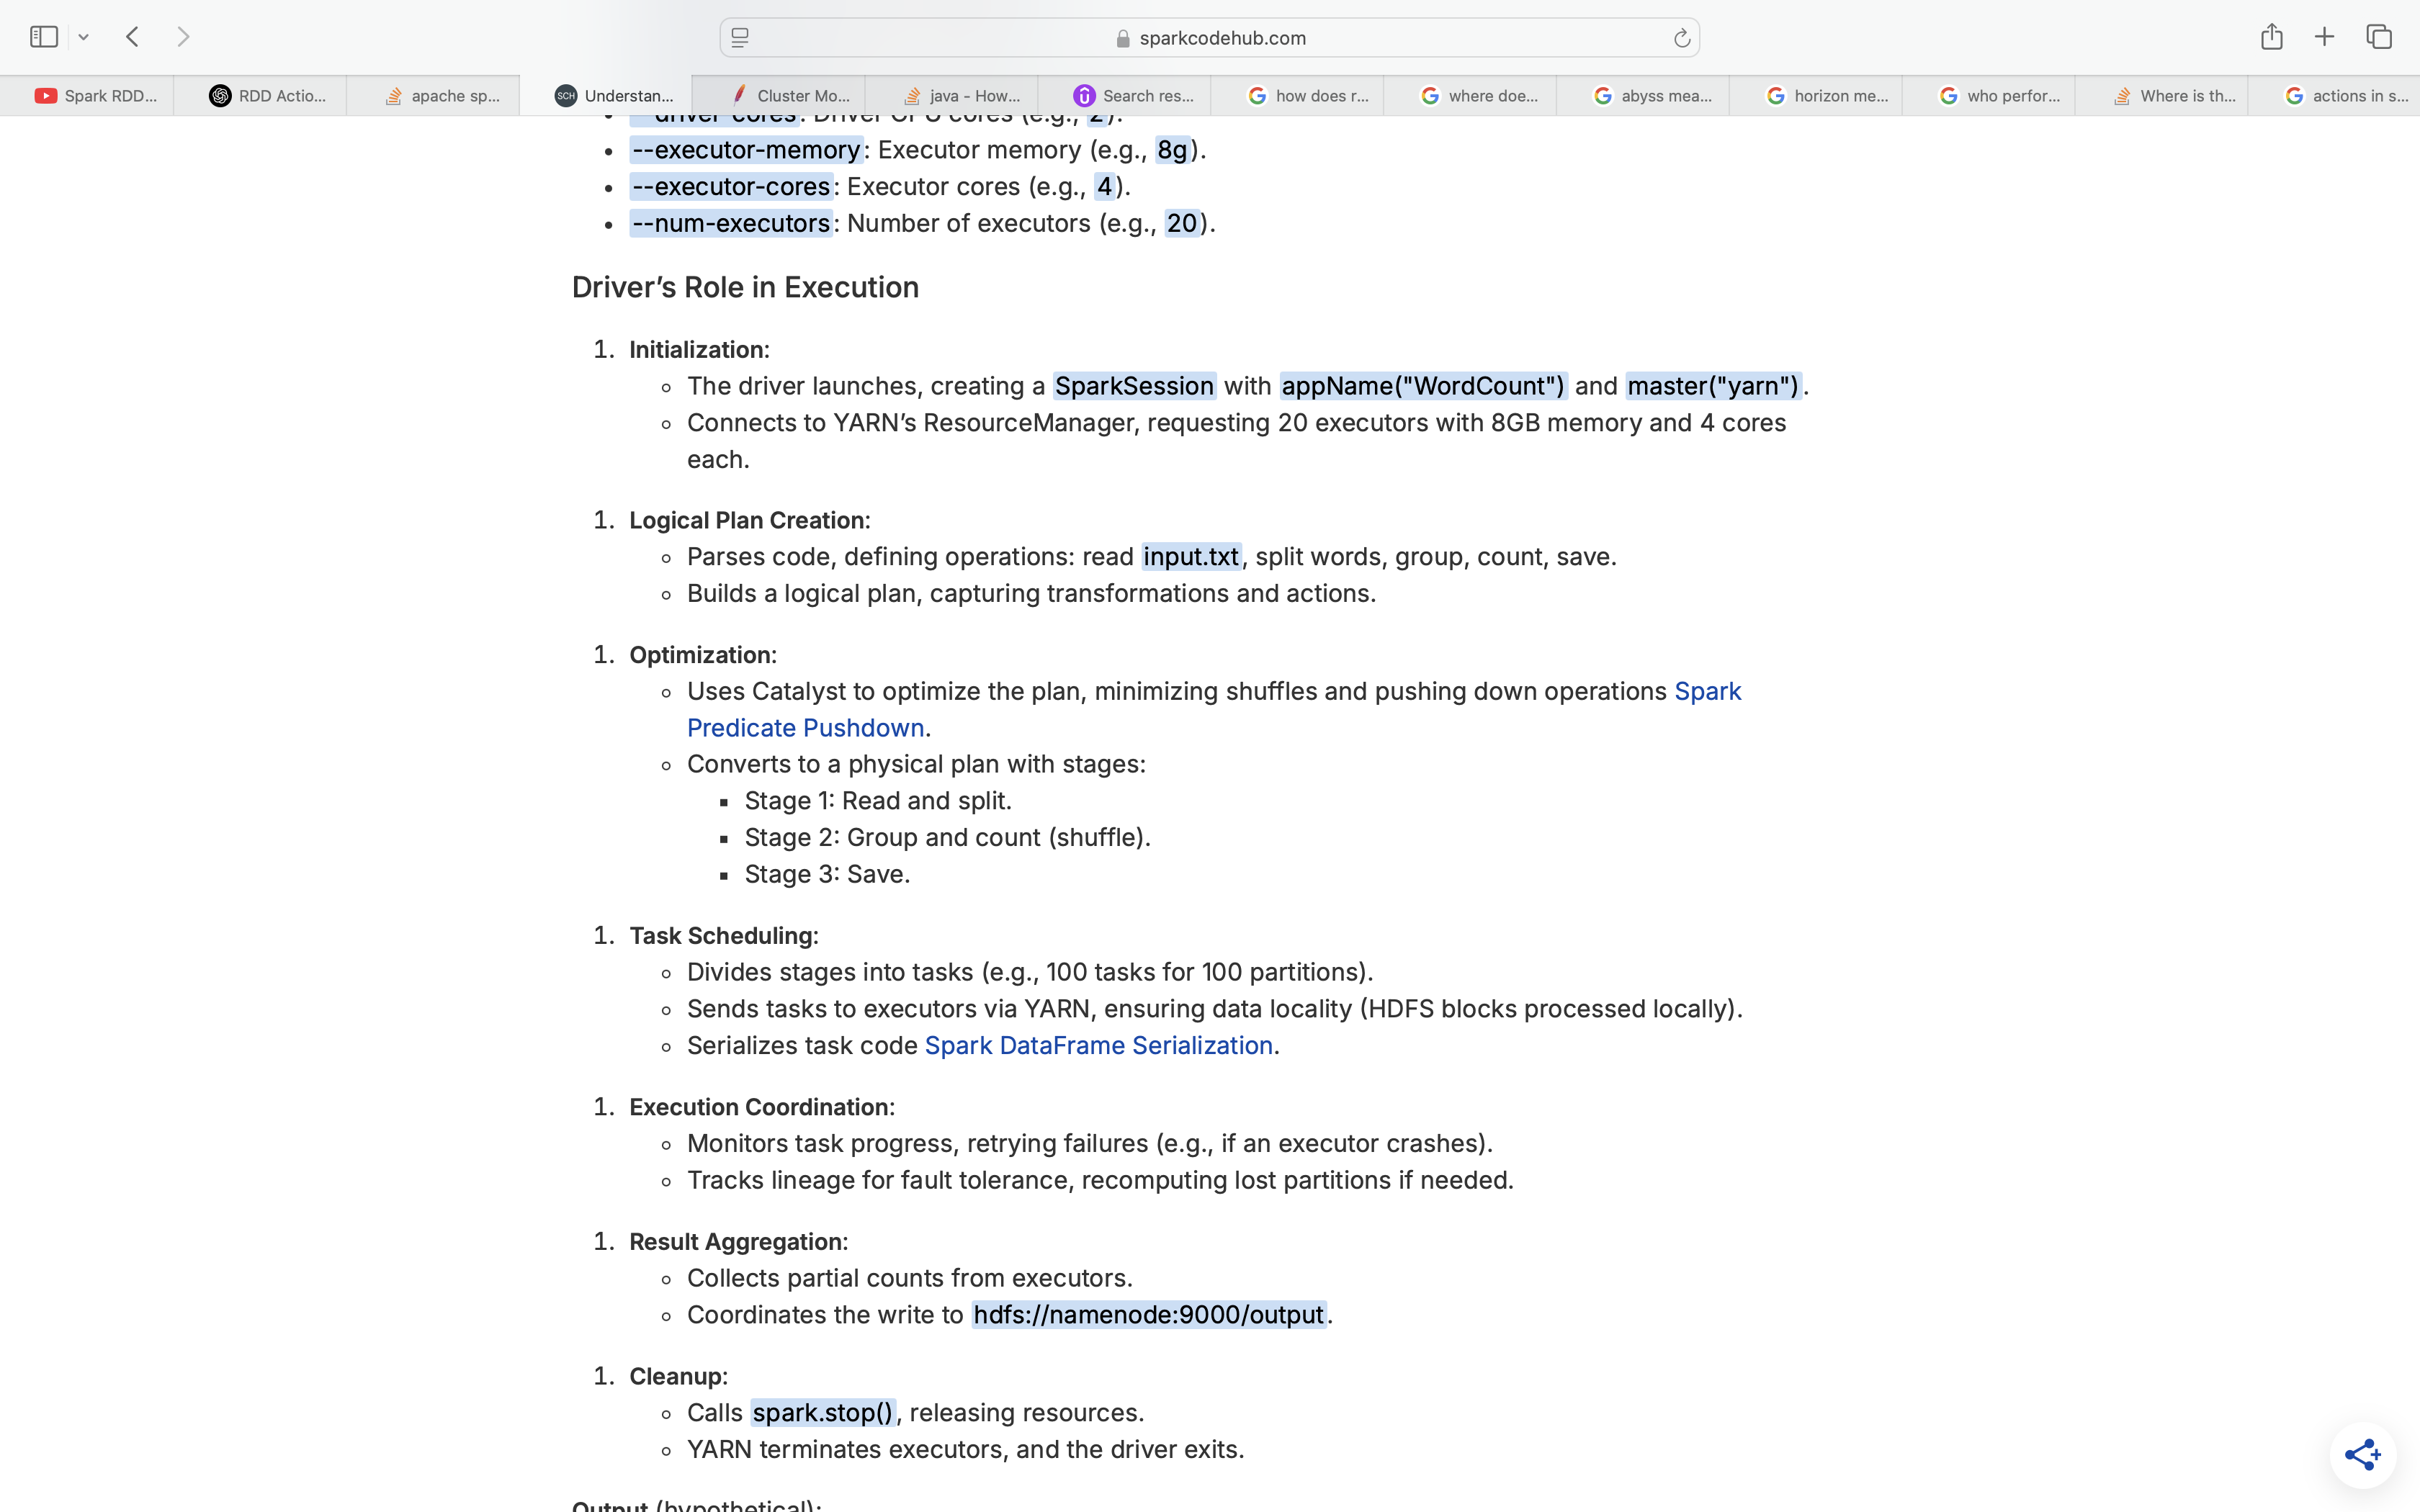 sparkcodehub.com
Spark RDD...
RDD Actio...
apache sp...
SCH Understan...
Cluster Mo...
java - How...
Search res...
how does r...
where doe...
abyss mea...
horizon me...
who perfor...
Where is th...
actions in s...
--driver-cores: Driver CPU cores (e.g., 2).
--executor-memory: Executor memory (e.g., 8g).
--executor-cores: Executor cores (e.g., 4).
--num-executors: Number of executors (e.g., 20).
Driver’s Role in Execution
1. Initialization:
The driver launches, creating a SparkSession with appName("WordCount") and master("yarn").
Connects to YARN’s ResourceManager, requesting 20 executors with 8GB memory and 4 cores
each.
1. Logical Plan Creation:
Parses code, defining operations: read input.txt, split words, group, count, save.
Builds a logical plan, capturing transformations and actions.
1. Optimization:
Uses Catalyst to optimize the plan, minimizing shuffles and pushing down operations Spark
Predicate Pushdown.
Converts to a physical plan with stages:
Stage 1: Read and split.
Stage 2: Group and count (shuffle).
Stage 3: Save.
1. Task Scheduling:
Divides stages into tasks (e.g., 100 tasks for 100 partitions).
Sends tasks to executors via YARN, ensuring data locality (HDFS blocks processed locally).
Serializes task code Spark DataFrame Serialization.
1. Execution Coordination:
Monitors task progress, retrying failures (e.g., if an executor crashes).
Tracks lineage for fault tolerance, recomputing lost partitions if needed.
1. Result Aggregation:
Collects partial counts from executors.
Coordinates the write to hdfs://namenode:9000/output.
1. Cleanup:
Calls spark.stop(), releasing resources.
YARN terminates executors, and the driver exits.
Output (hypothetical):